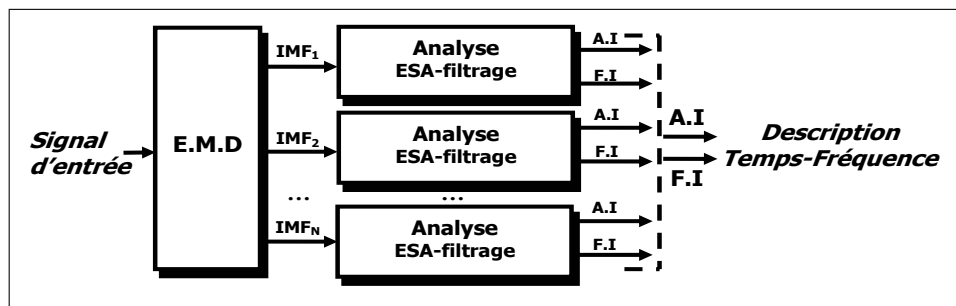 Signal
d'entrée
E.M.D
IMF1
Analyse
ESA-filtrage
A.I
F.I
IMF2
Analyse
ESA-filtrage
A.I
F.I
...
...
IMFN
Analyse
ESA-filtrage
A.I
F.I
A.I
F.I
Description
Temps-Fréquence